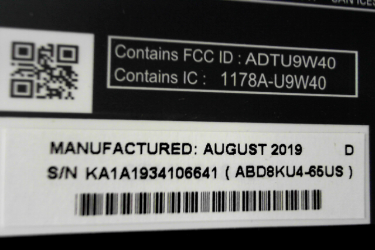 Contains FCC ID : ADTU9W40
Contains IC : 1178A-U9W40
MANUFACTURED: AUGUST 2019 D
S/N KA1A1934106641 ( ABD8KU4-65US )